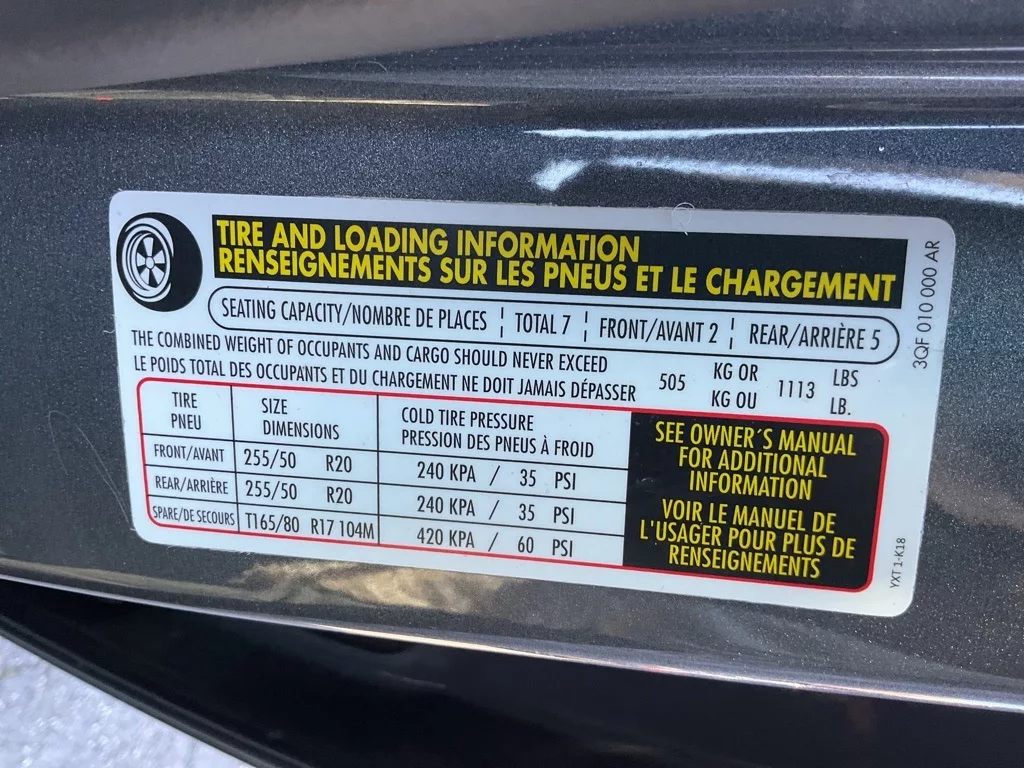 TIRE AND LOADING INFORMATION
RENSEIGNEMENTS SUR LES PNEUS ET LE CHARGEMENT
SEATING CAPACITY/NOMBRE DE PLACES ¦ TOTAL 7 ¦ FRONT/AVANT 2 ¦ REAR/ARRIÈRE 5
THE COMBINED WEIGHT OF OCCUPANTS AND CARGO SHOULD NEVER EXCEED
LE POIDS TOTAL DES OCCUPANTS ET DU CHARGEMENT NE DOIT JAMAIS DÉPASSER
505 KG OR 1113 LBS
KG OU LB.
TIRE SIZE COLD TIRE PRESSURE
PNEU DIMENSIONS PRESSION DES PNEUS À FROID
FRONT/AVANT 255/50 R20 240 KPA / 35 PSI
REAR/ARRIÈRE 255/50 R20 240 KPA / 35 PSI
SPARE/DE SECOURS T165/80 R17 104M 420 KPA / 60 PSI
SEE OWNER´S MANUAL
FOR ADDITIONAL
INFORMATION
VOIR LE MANUEL DE
L'USAGER POUR PLUS DE
RENSEIGNEMENTS
3QF 010 000 AR
YXT 1-K18